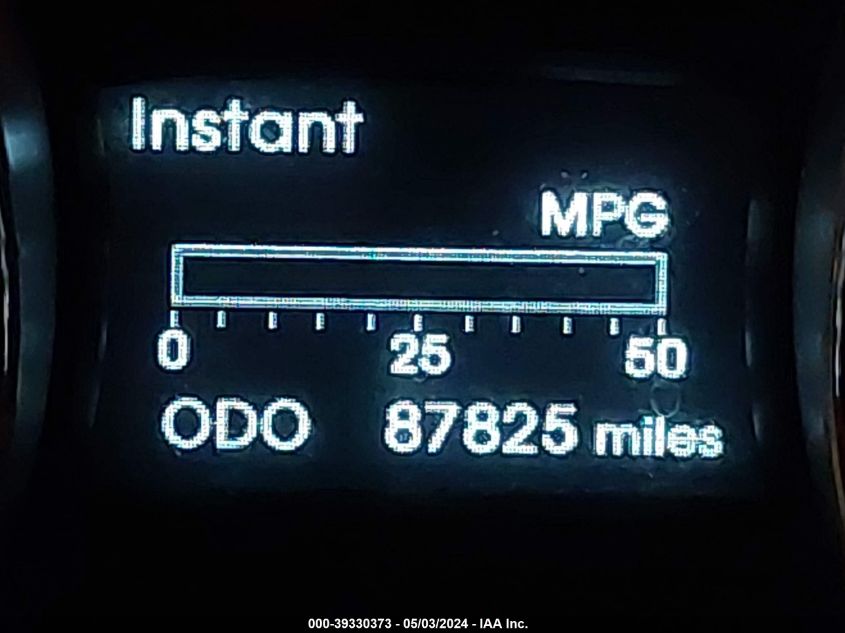 Instant
MPG
0 25 50
ODO 87825 miles
000-39330373 - 05/03/2024 - IAA Inc.